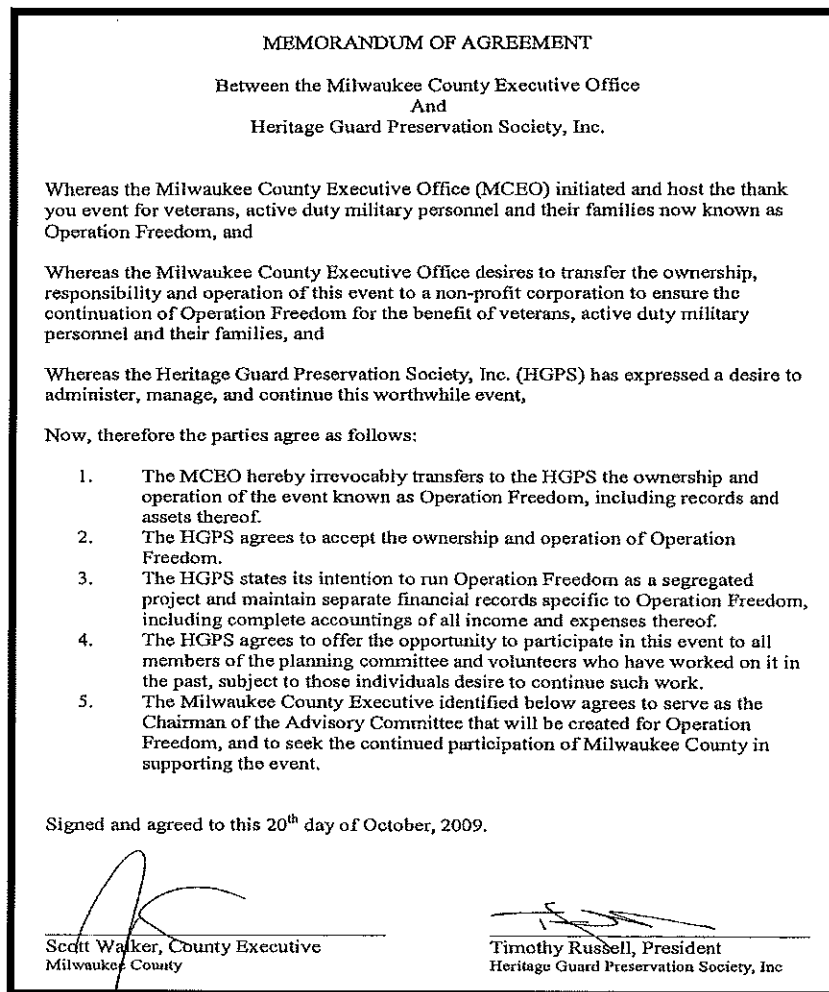 MEMORANDUM OF AGREEMENT
Between the Milwaukee County Executive Office
And
Heritage Guard Preservation Society, Inc.
Whereas the Milwaukee County Executive Office (MCEO) initiated and host the thank
you event for veterans, active duty military personnel and their families now known as
Operation Freedom, and
Whereas the Milwaukee County Executive Office desires to transfer the ownership,
responsibility and operation of this event to a non-profit corporation to ensure the
continuation of Operation Freedom for the benefit of veterans, active duty military
personnel and their families, and
Whereas the Heritage Guard Preservation Society, Inc. (HGPS) has expressed a desire to
administer, manage, and continue this worthwhile event,
Now, therefore the parties agree as follows:
1. The MCEO hereby irrevocably transfers to the HGPS the ownership and
operation of the event known as Operation Freedom, including records and
assets thereof.
2. The HGPS agrees to accept the ownership and operation of Operation
Freedom.
3. The HGPS states its intention to run Operation Freedom as a segregated
project and maintain separate financial records specific to Operation Freedom,
including complete accountings of all income and expenses thereof.
4. The HGPS agrees to offer the opportunity to participate in this event to all
members of the planning committee and volunteers who have worked on it in
the past, subject to those individuals desire to continue such work.
5. The Milwaukee County Executive identified below agrees to serve as the
Chairman of the Advisory Committee that will be created for Operation
Freedom, and to seek the continued participation of Milwaukee County in
supporting the event.
Signed and agreed to this 20th day of October, 2009.
Scott Walker, County Executive
Milwaukee County
Timothy Russell, President
Heritage Guard Preservation Society, Inc